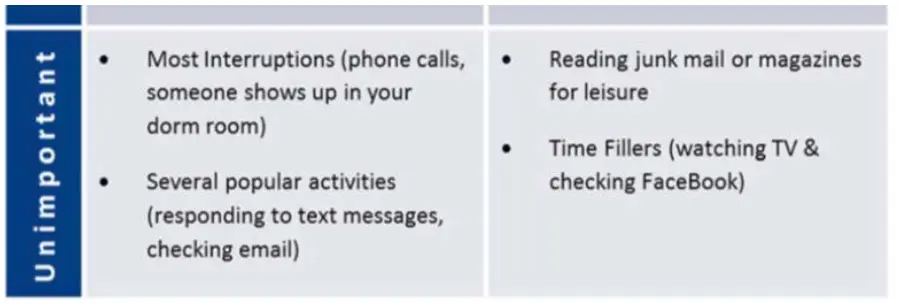 Unimportant
• Most Interruptions (phone calls,
someone shows up in your
dorm room)
• Several popular activities
(responding to text messages,
checking email)
• Reading junk mail or magazines
for leisure
• Time Fillers (watching TV &
checking FaceBook)